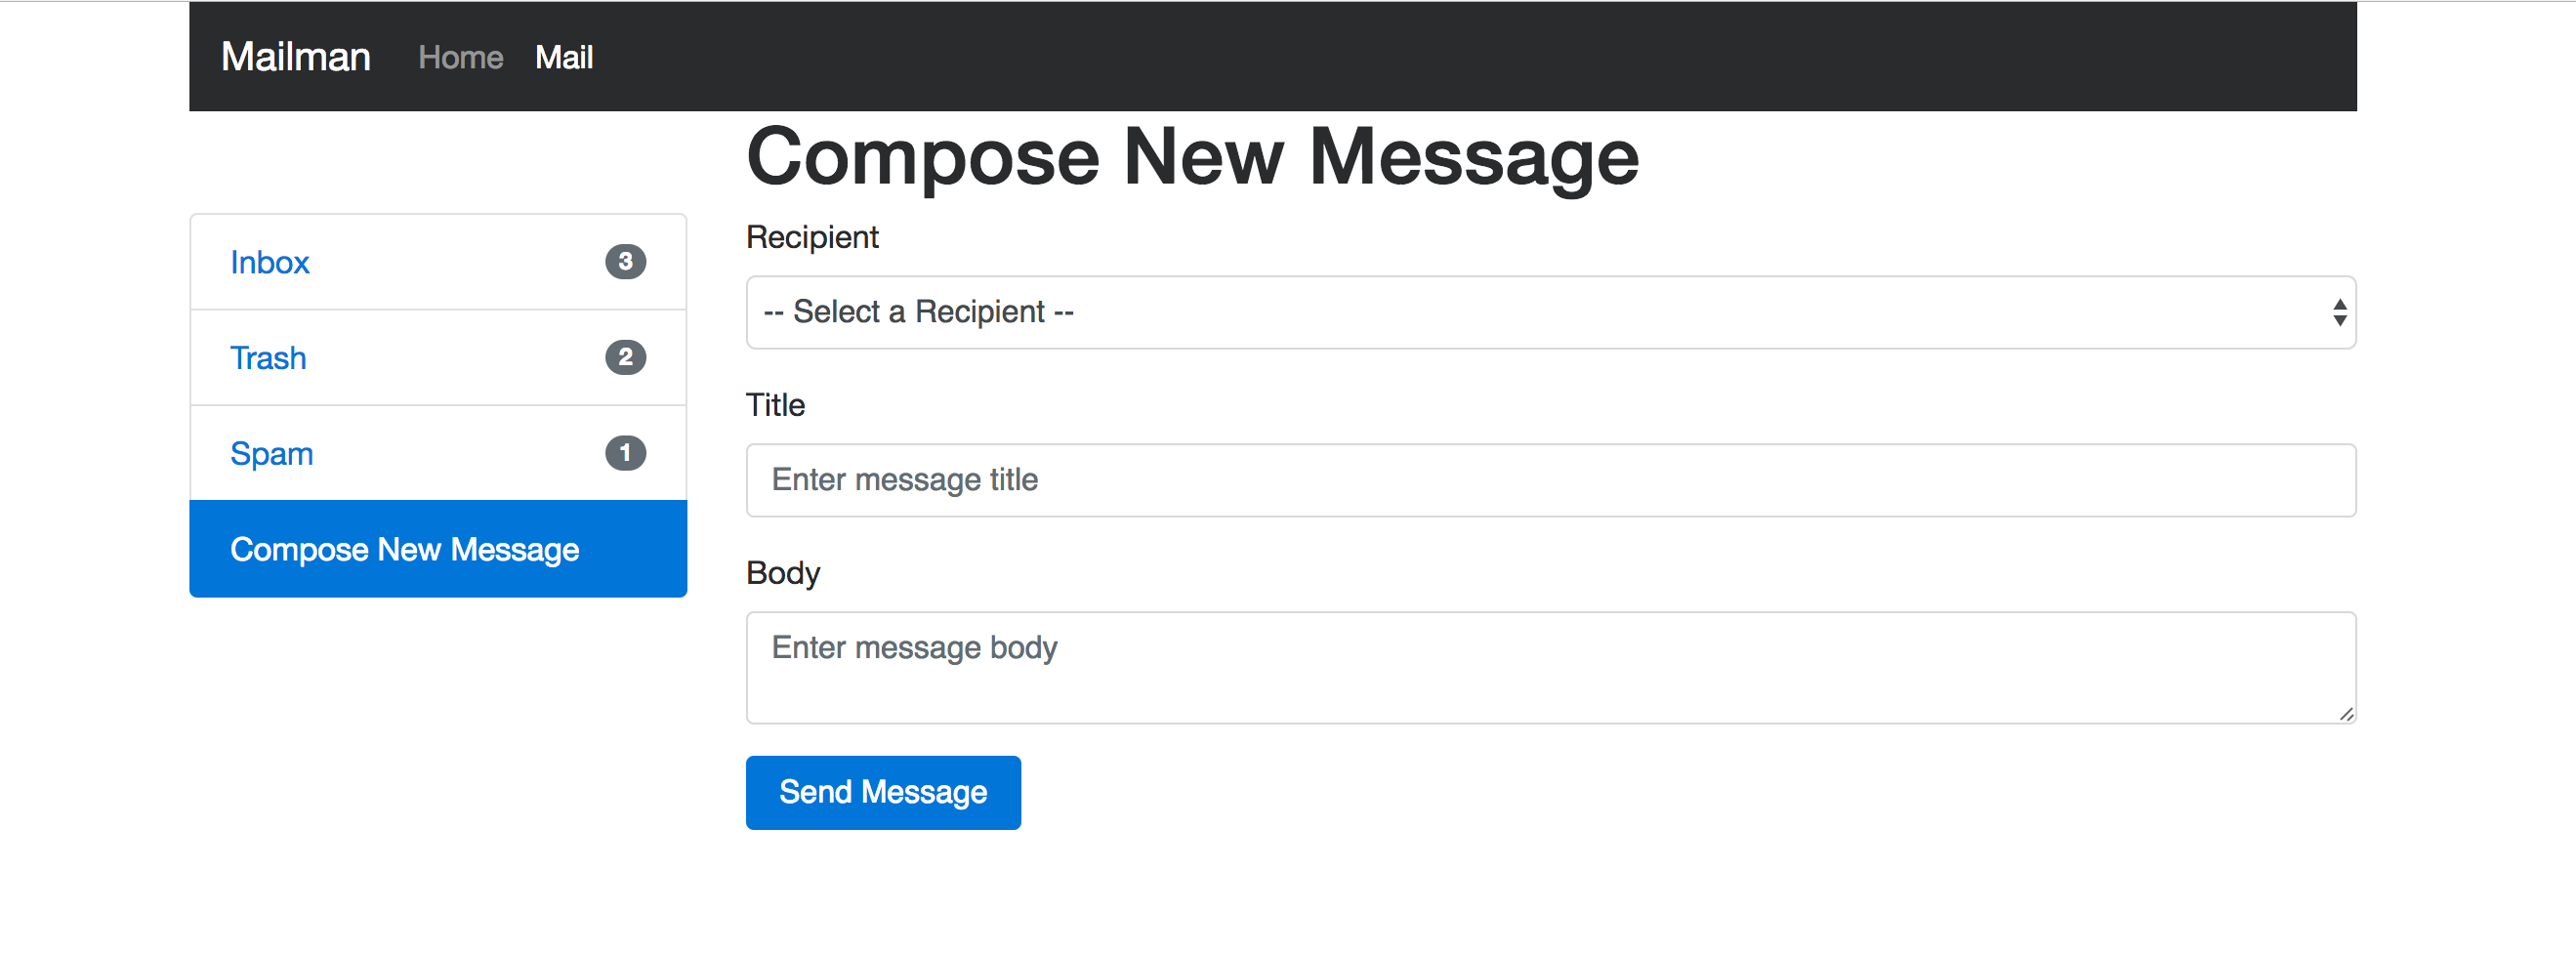 Mailman Home Mail
Compose New Message
Inbox 3
Trash 2
Spam 1
Compose New Message
Recipient
-- Select a Recipient --
Title
Enter message title
Body
Enter message body
Send Message